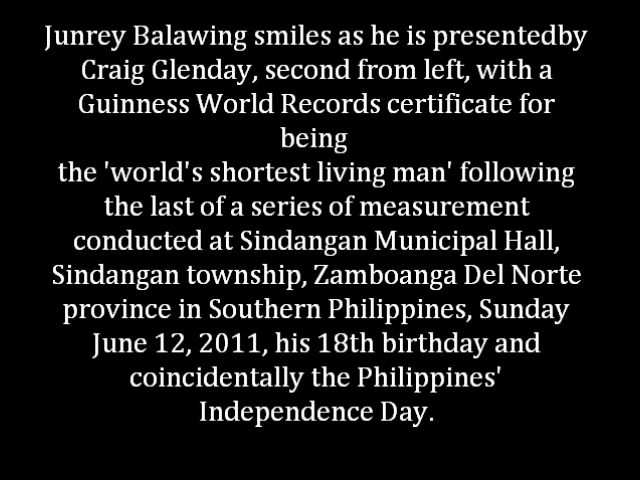 Junrey Balawing smiles as he is presentedby
Craig Glenday, second from left, with a
Guinness World Records certificate for
being
the 'world's shortest living man' following
the last of a series of measurement
conducted at Sindangan Municipal Hall,
Sindangan township, Zamboanga Del Norte
province in Southern Philippines, Sunday
June 12, 2011, his 18th birthday and
coincidentally the Philippines'
Independence Day.